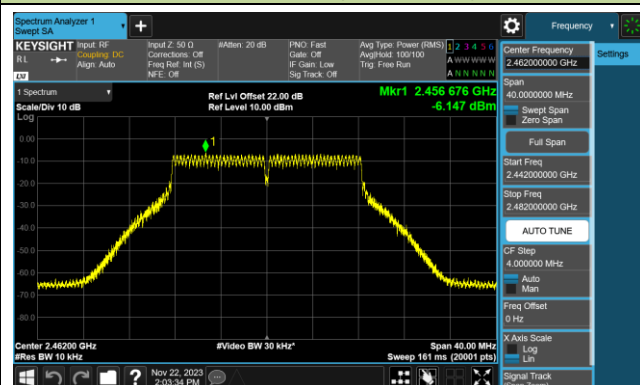 Spectrum Analyzer 1
Swept SA
Frequency
KEYSIGHT
R L
LXI
Input: RF
Coupling: DC
Align: Auto
Input Z: 50 Ω
Corrections: Off
Freq Ref: Int (S)
NFE: Off
#Atten: 20 dB
PNO: Fast
Gate: Off
IF Gain: Low
Sig Track: Off
Avg Type: Power (RMS)
Avg|Hold: 100/100
Trig: Free Run
1 2 3 4 5 6
A W W W W W
A N N N N N
1 Spectrum
Scale/Div 10 dB
Log
Ref Lvl Offset 22.00 dB
Ref Level 10.00 dBm
Mkr1 2.456 676 GHz
-6.147 dBm
1
0.00
-10.0
-20.0
-30.0
-40.0
-50.0
-60.0
-70.0
-80.0
Center 2.46200 GHz
#Res BW 10 kHz
#Video BW 30 kHz*
Span 40.00 MHz
Sweep 161 ms (20001 pts)
Nov 22, 2023
2:03:34 PM
Center Frequency
2.462000000 GHz
Settings
Span
40.0000000 MHz
Swept Span
Zero Span
Full Span
Start Freq
2.442000000 GHz
Stop Freq
2.482000000 GHz
AUTO TUNE
CF Step
4.000000 MHz
Auto
Man
Freq Offset
0 Hz
X Axis Scale
Log
Lin
Signal Track
(Span Zoom)